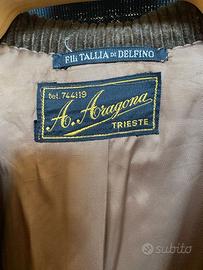 F.lli TALLIA DI DELFINO
tel. 744119
A. Aragona
TRIESTE
subito